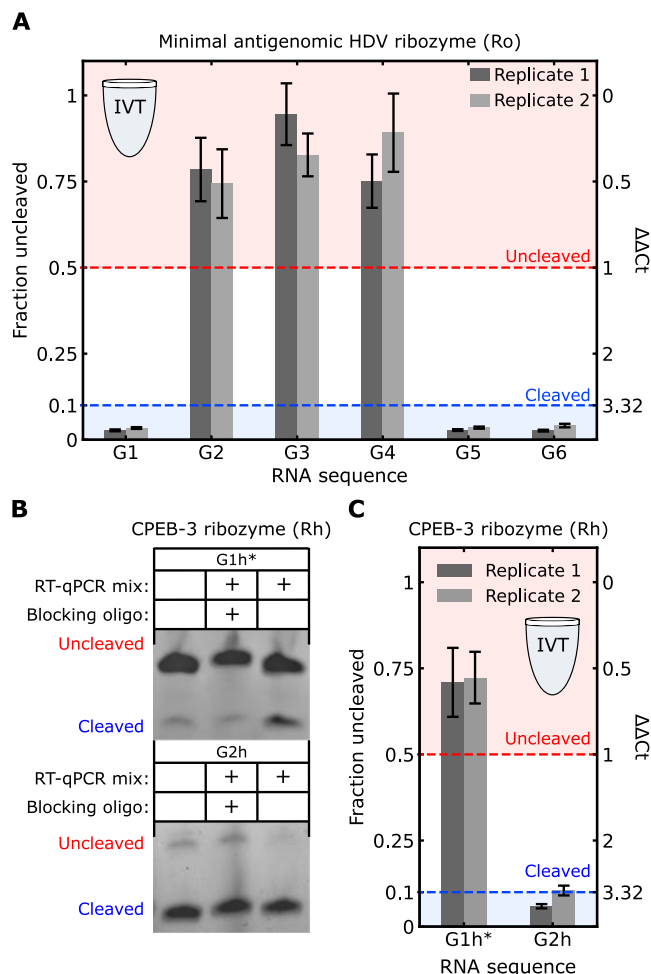 A
Minimal antigenomic HDV ribozyme (Ro)
IVT
Replicate 1
Replicate 2
Fraction uncleaved
1
0.75
0.5
0.25
0.1
0
0
0.5
1
2
3.32
ΔΔCt
Uncleaved
Cleaved
G1 G2 G3 G4 G5 G6
RNA sequence
B
CPEB-3 ribozyme (Rh)
G1h*
RT-qPCR mix: + +
Blocking oligo: +
Uncleaved
Cleaved
G2h
RT-qPCR mix: + +
Blocking oligo: +
Uncleaved
Cleaved
C
CPEB-3 ribozyme (Rh)
Replicate 1
Replicate 2
IVT
Fraction uncleaved
1
0.75
0.5
0.25
0.1
0
0
0.5
1
2
3.32
ΔΔCt
Uncleaved
Cleaved
G1h* G2h
RNA sequence